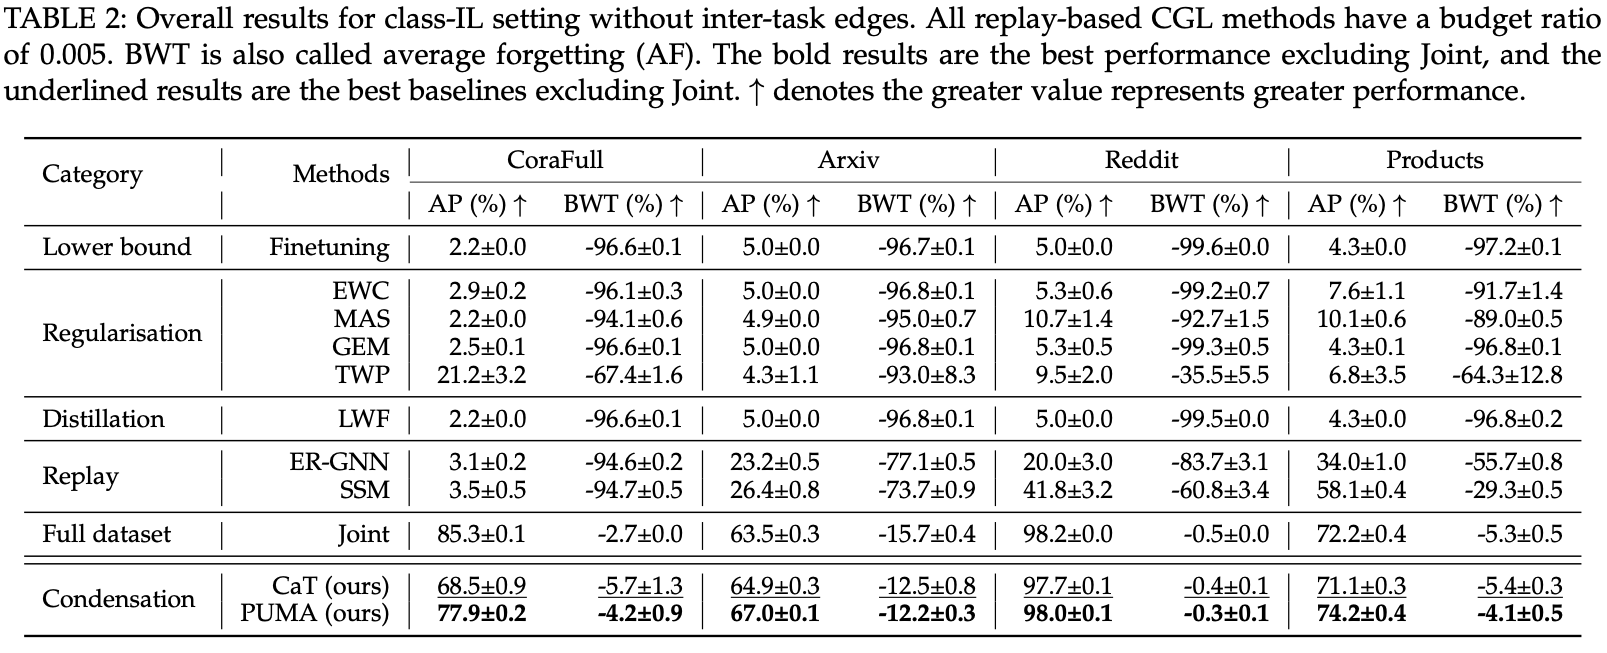 TABLE 2: Overall results for class-IL setting without inter-task edges. All replay-based CGL methods have a budget ratio
of 0.005. BWT is also called average forgetting (AF). The bold results are the best performance excluding Joint, and the
underlined results are the best baselines excluding Joint. ↑ denotes the greater value represents greater performance.
Category Methods CoraFull Arxiv Reddit Products
AP (%) ↑ BWT (%) ↑ AP (%) ↑ BWT (%) ↑ AP (%) ↑ BWT (%) ↑ AP (%) ↑ BWT (%) ↑
Lower bound Finetuning 2.2±0.0 -96.6±0.1 5.0±0.0 -96.7±0.1 5.0±0.0 -99.6±0.0 4.3±0.0 -97.2±0.1
Regularisation
EWC 2.9±0.2 -96.1±0.3 5.0±0.0 -96.8±0.1 5.3±0.6 -99.2±0.7 7.6±1.1 -91.7±1.4
MAS 2.2±0.0 -94.1±0.6 4.9±0.0 -95.0±0.7 10.7±1.4 -92.7±1.5 10.1±0.6 -89.0±0.5
GEM 2.5±0.1 -96.6±0.1 5.0±0.0 -96.8±0.1 5.3±0.5 -99.3±0.5 4.3±0.1 -96.8±0.1
TWP 21.2±3.2 -67.4±1.6 4.3±1.1 -93.0±8.3 9.5±2.0 -35.5±5.5 6.8±3.5 -64.3±12.8
Distillation LWF 2.2±0.0 -96.6±0.1 5.0±0.0 -96.8±0.1 5.0±0.0 -99.5±0.0 4.3±0.0 -96.8±0.2
Replay
ER-GNN 3.1±0.2 -94.6±0.2 23.2±0.5 -77.1±0.5 20.0±3.0 -83.7±3.1 34.0±1.0 -55.7±0.8
SSM 3.5±0.5 -94.7±0.5 26.4±0.8 -73.7±0.9 41.8±3.2 -60.8±3.4 58.1±0.4 -29.3±0.5
Full dataset Joint 85.3±0.1 -2.7±0.0 63.5±0.3 -15.7±0.4 98.2±0.0 -0.5±0.0 72.2±0.4 -5.3±0.5
Condensation
CaT (ours) 68.5±0.9 -5.7±1.3 64.9±0.3 -12.5±0.8 97.7±0.1 -0.4±0.1 71.1±0.3 -5.4±0.3
PUMA (ours) 77.9±0.2 -4.2±0.9 67.0±0.1 -12.2±0.3 98.0±0.1 -0.3±0.1 74.2±0.4 -4.1±0.5